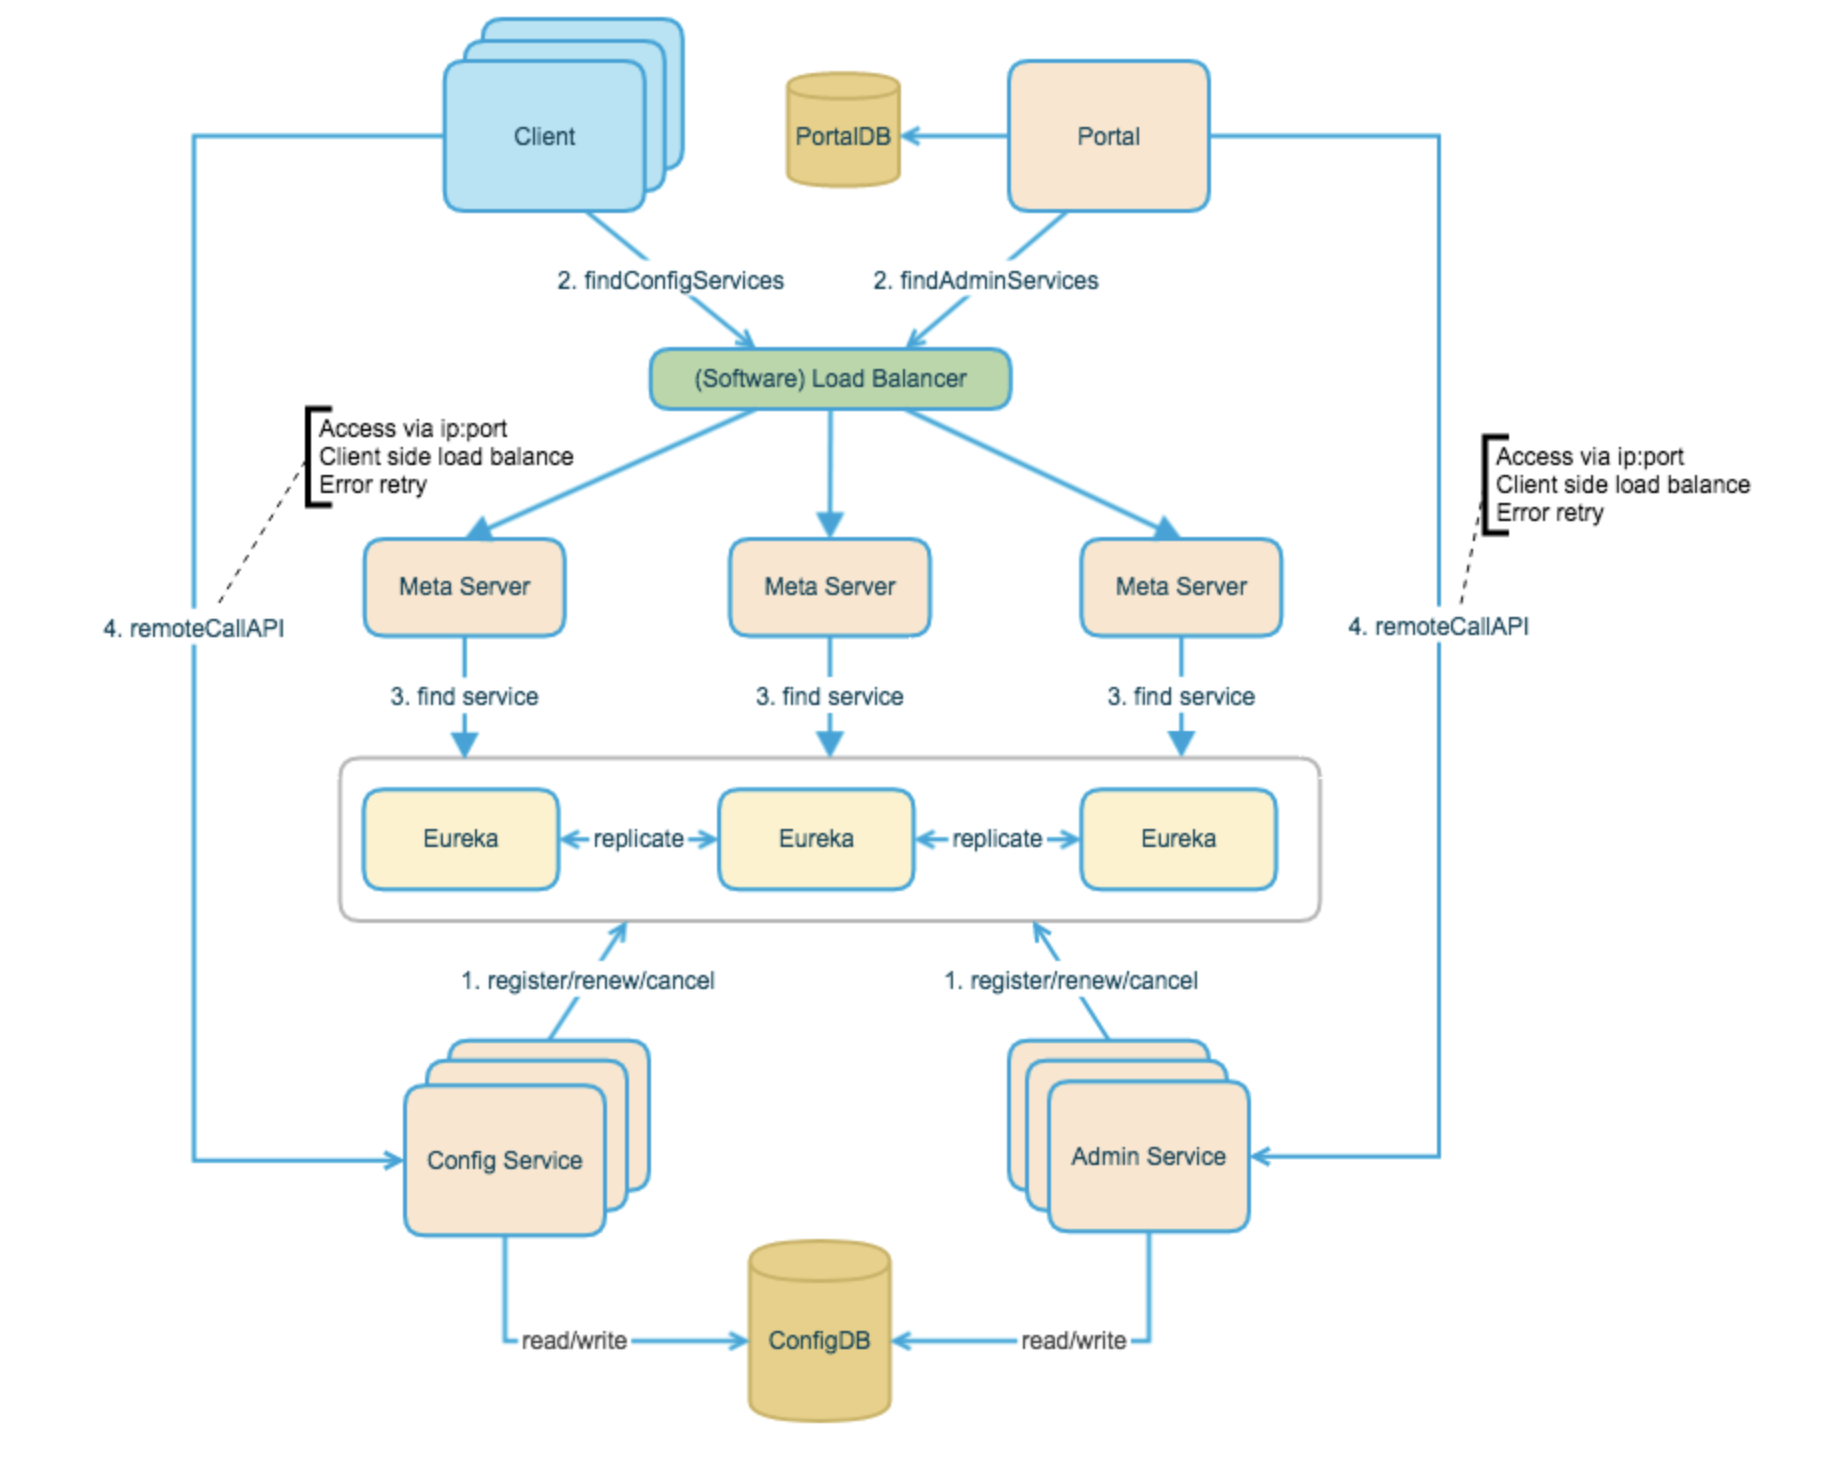 Client
PortalDB
Portal
2. findConfigServices
2. findAdminServices
(Software) Load Balancer
Access via ip:port
Client side load balance
Error retry
Access via ip:port
Client side load balance
Error retry
Meta Server
Meta Server
Meta Server
4. remoteCallAPI
4. remoteCallAPI
3. find service
3. find service
3. find service
Eureka
replicate
Eureka
replicate
Eureka
1. register/renew/cancel
1. register/renew/cancel
Config Service
Admin Service
read/write
ConfigDB
read/write